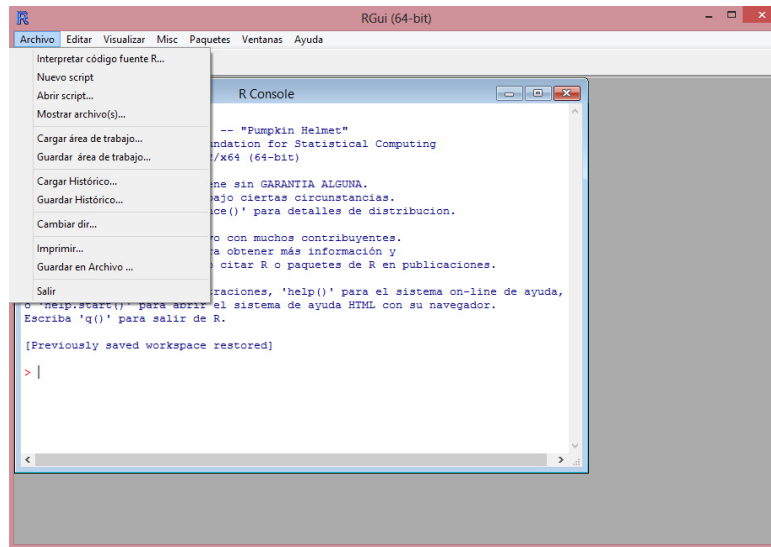 RGui (64-bit)
Archivo Editar Visualizar Misc Paquetes Ventanas Ayuda
Interpretar código fuente R...
Nuevo script
Abrir script...
Mostrar archivo(s)...
Cargar área de trabajo...
Guardar área de trabajo...
Cargar Histórico...
Guardar Histórico...
Cambiar dir...
Imprimir...
Guardar en Archivo ...
Salir
R Console
-- "Pumpkin Helmet"
ndation for Statistical Computing
/x64 (64-bit)
ne sin GARANTIA ALGUNA.
ajo ciertas circunstancias.
ce()' para detalles de distribucion.
o con muchos contribuyentes.
ra obtener más información y
citar R o paquetes de R en publicaciones.
raciones, 'help()' para el sistema on-line de ayuda,
o 'help.start()' para abrir el sistema de ayuda HTML con su navegador.
Escriba 'q()' para salir de R.
[Previously saved workspace restored]
>